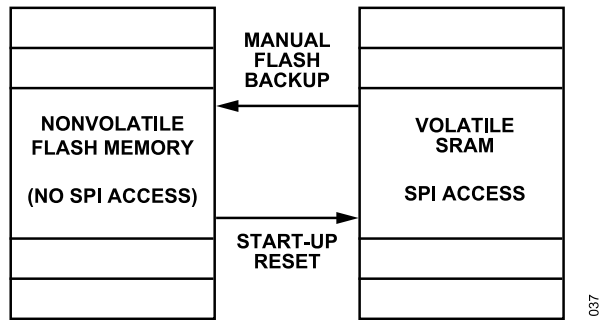 MANUAL
FLASH
BACKUP
NONVOLATILE
FLASH MEMORY
(NO SPI ACCESS)
VOLATILE
SRAM
SPI ACCESS
START-UP
RESET
037